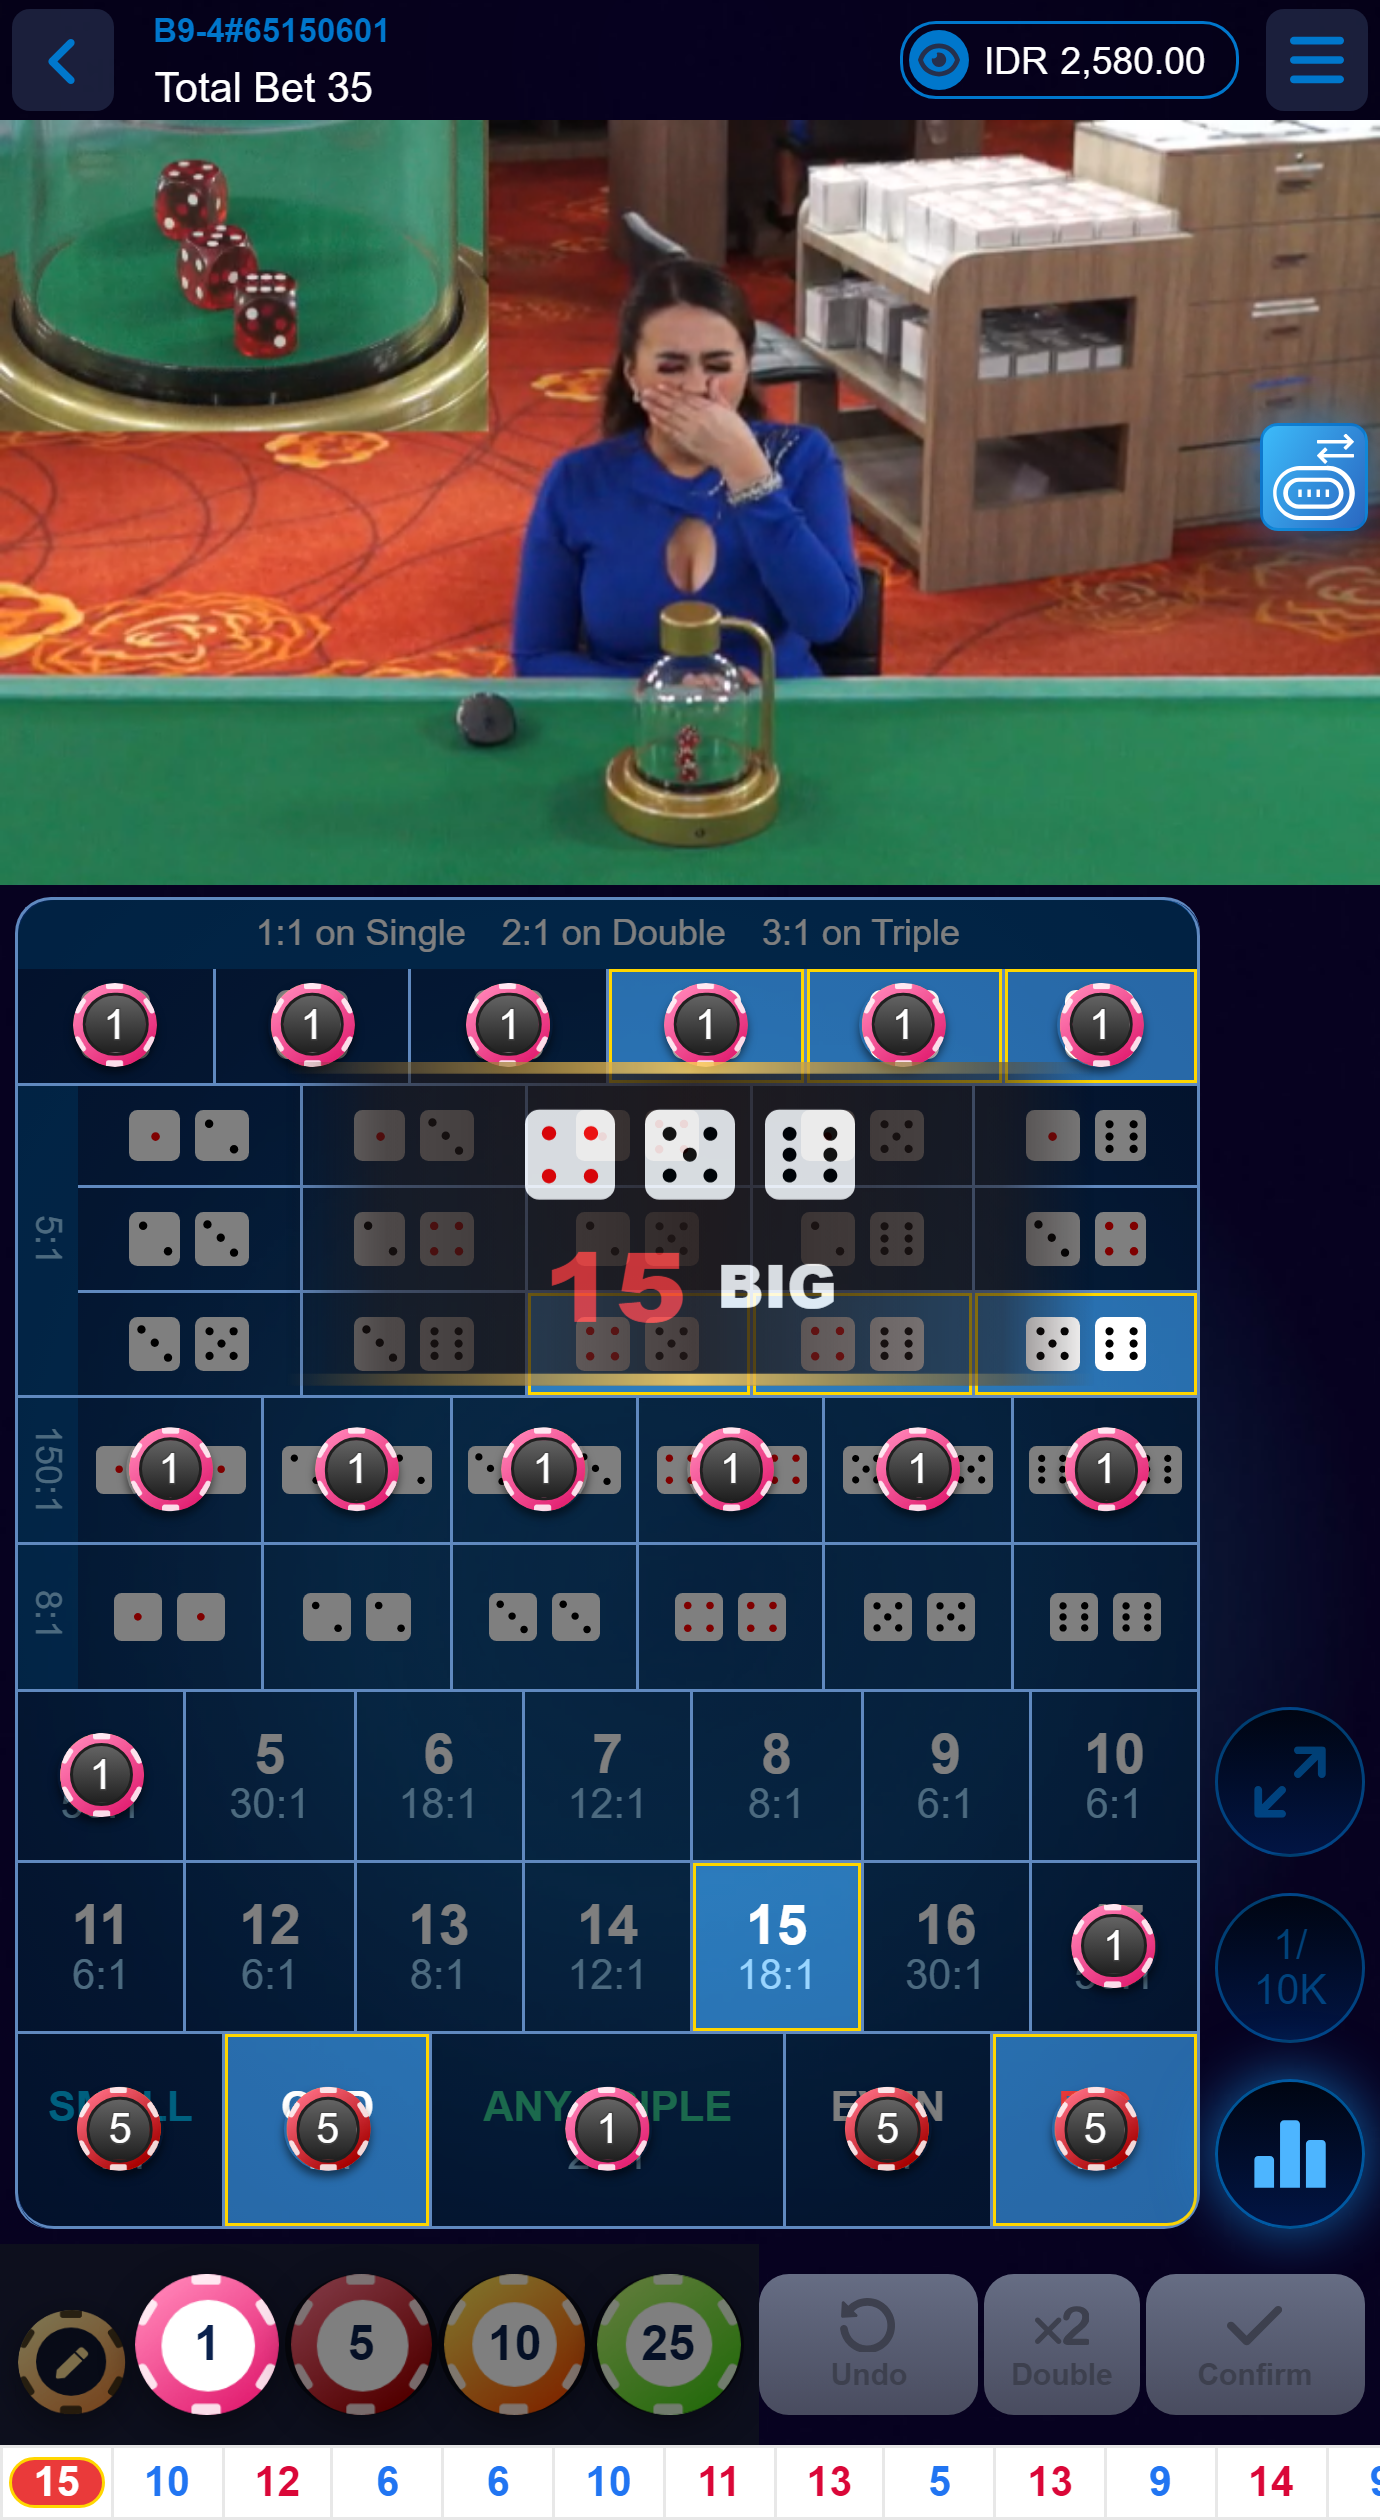 B9-4#65150601
Total Bet 35
IDR 2,580.00
1:1 on Single 2:1 on Double 3:1 on Triple
1 1 1 1 1 1
5:1
15 BIG
150:1
1 1 1 1 1 1
8:1
1 5 6 7 8 9 10
30:1 18:1 12:1 8:1 6:1 6:1
11 12 13 14 15 16 1
6:1 6:1 8:1 12:1 18:1 30:1
1/
10K
5 5 1 5 5
1 5 10 25
x2
Undo Double Confirm
15 10 12 6 6 10 11 13 5 13 9 14